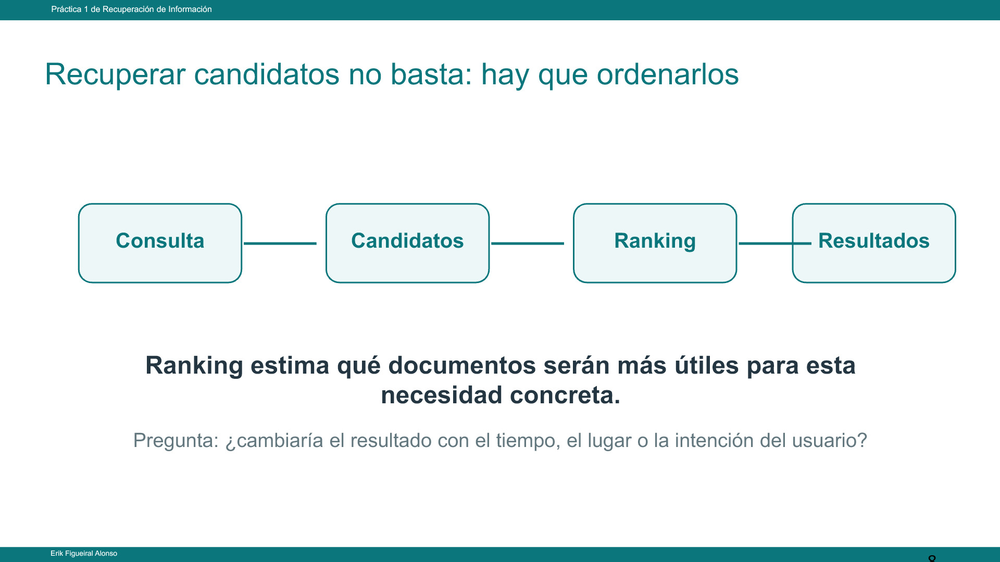 Práctica 1 de Recuperación de Información
Recuperar candidatos no basta: hay que ordenarlos
Consulta
Candidatos
Ranking
Resultados
Ranking estima qué documentos serán más útiles para esta
necesidad concreta.
Pregunta: ¿cambiaría el resultado con el tiempo, el lugar o la intención del usuario?
Erik Figueiral Alonso
8